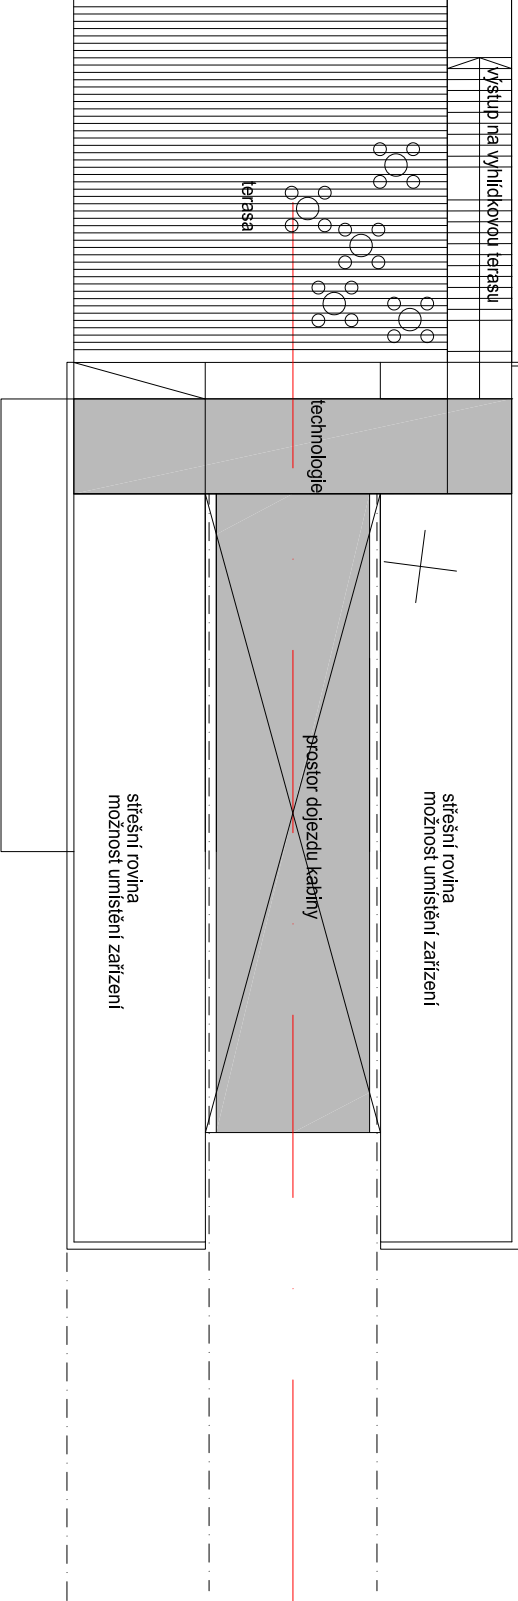 výstup na vyhlídkovou terasu
terasa
technologie
prostor dojezdu kabiny
střešní rovina
možnost umístění zařízení
střešní rovina
možnost umístění zařízení